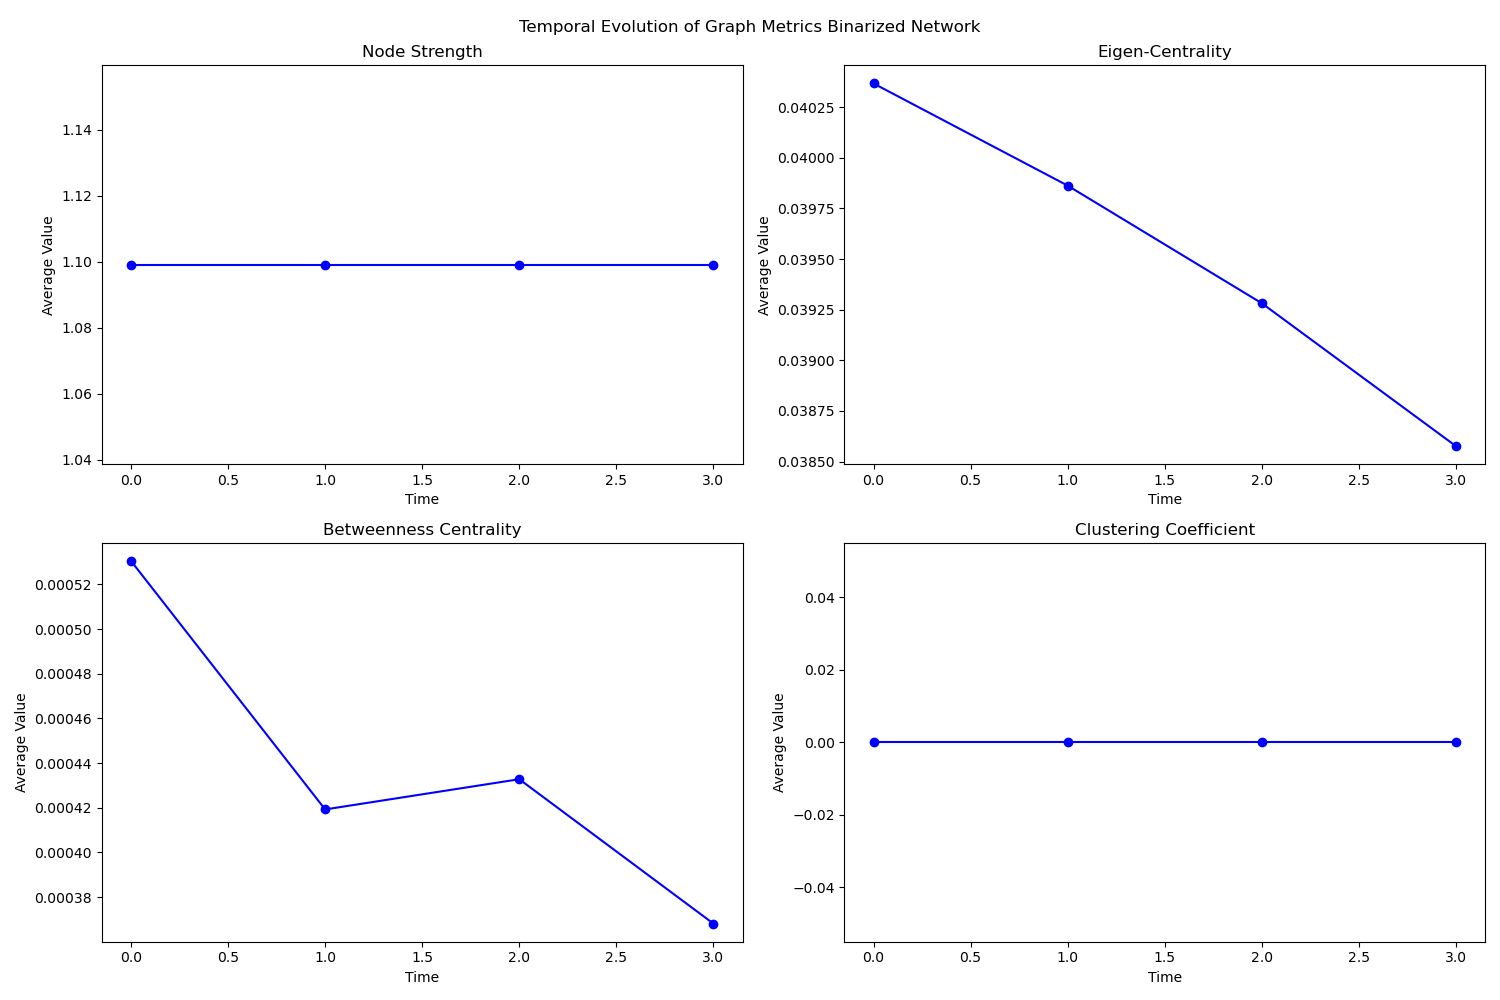 Temporal Evolution of Graph Metrics Binarized Network
Node Strength
1.14
1.12
1.10
1.08
1.06
1.04
Average Value
0.0 0.5 1.0 1.5 2.0 2.5 3.0
Time
Eigen-Centrality
0.04025
0.04000
0.03975
0.03950
0.03925
0.03900
0.03875
0.03850
Average Value
0.0 0.5 1.0 1.5 2.0 2.5 3.0
Time
Betweenness Centrality
0.00052
0.00050
0.00048
0.00046
0.00044
0.00042
0.00040
0.00038
Average Value
0.0 0.5 1.0 1.5 2.0 2.5 3.0
Time
Clustering Coefficient
0.04
0.02
0.00
−0.02
−0.04
Average Value
0.0 0.5 1.0 1.5 2.0 2.5 3.0
Time